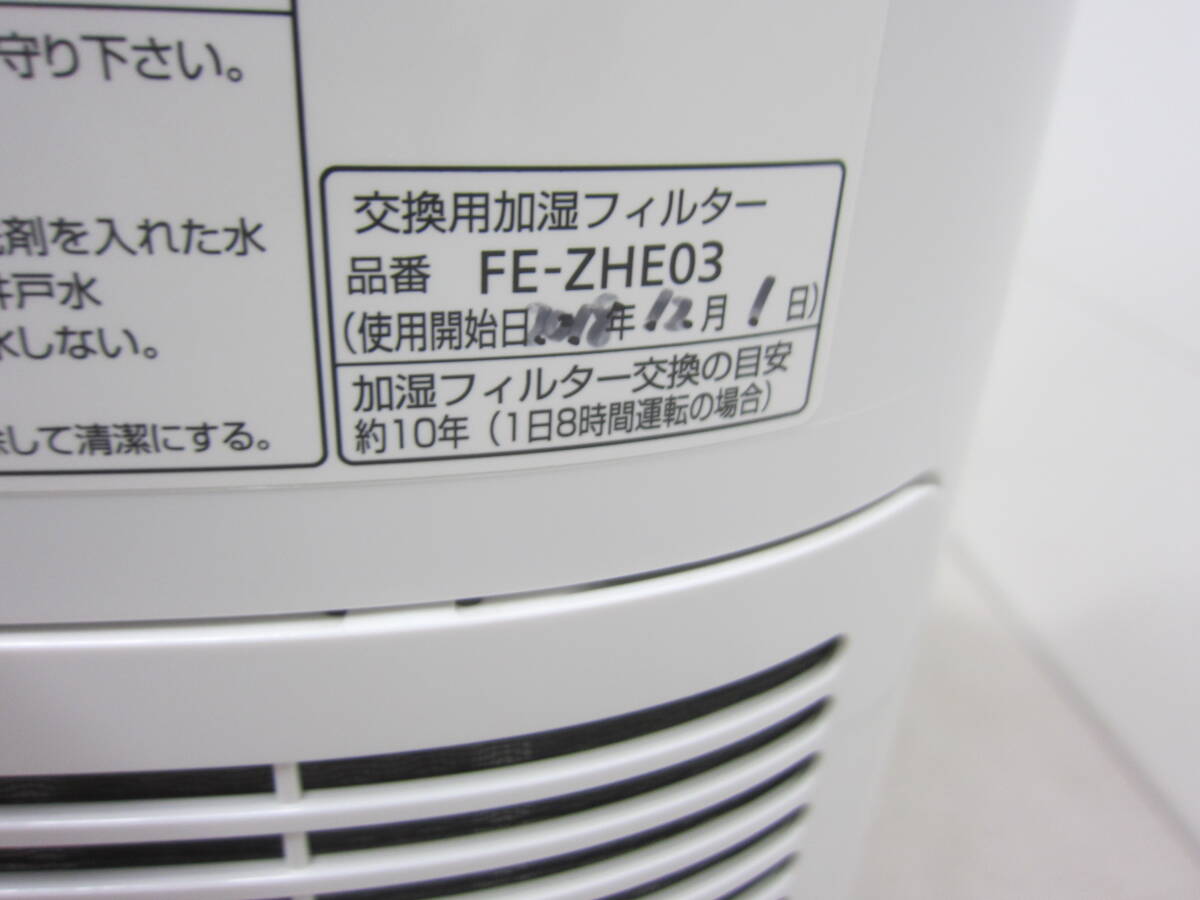 守り下さい。
剤を入れた水
井戸水
しない。
して清潔にする。
交換用加湿フィルター
品番 FE-ZHE03
(使用開始日 年 12月 1日)
加湿フィルター交換の目安
約10年(1日8時間運転の場合)